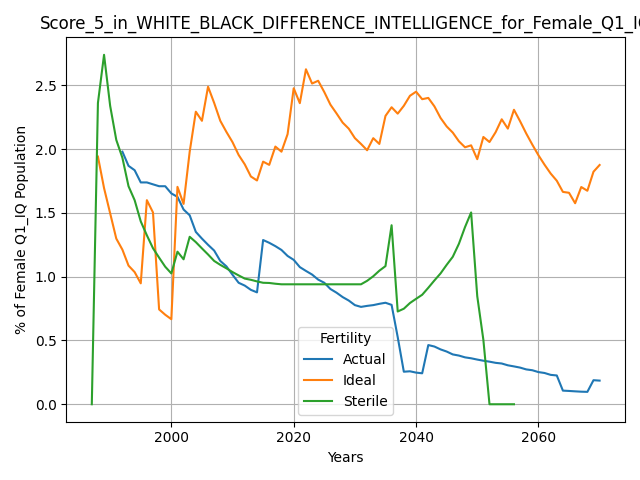 Score_5_in_WHITE_BLACK_DIFFERENCE_INTELLIGENCE_for_Female_Q1_IQ
% of Female Q1_IQ Population
2.5
2.0
1.5
1.0
0.5
0.0
Fertility
Actual
Ideal
Sterile
2000
2020
2040
2060
Years